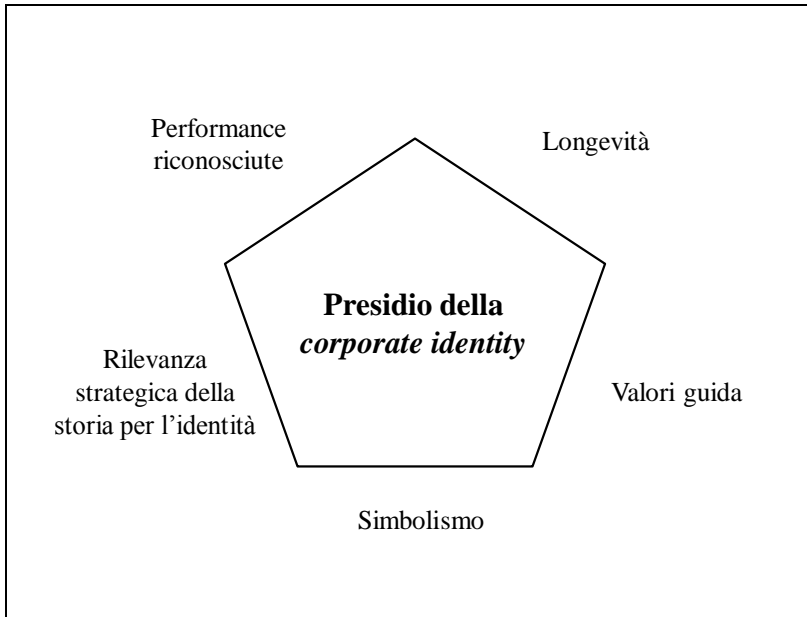 Performance
riconosciute
Longevità
Presidio della
corporate identity
Rilevanza
strategica della
storia per l’identità
Valori guida
Simbolismo